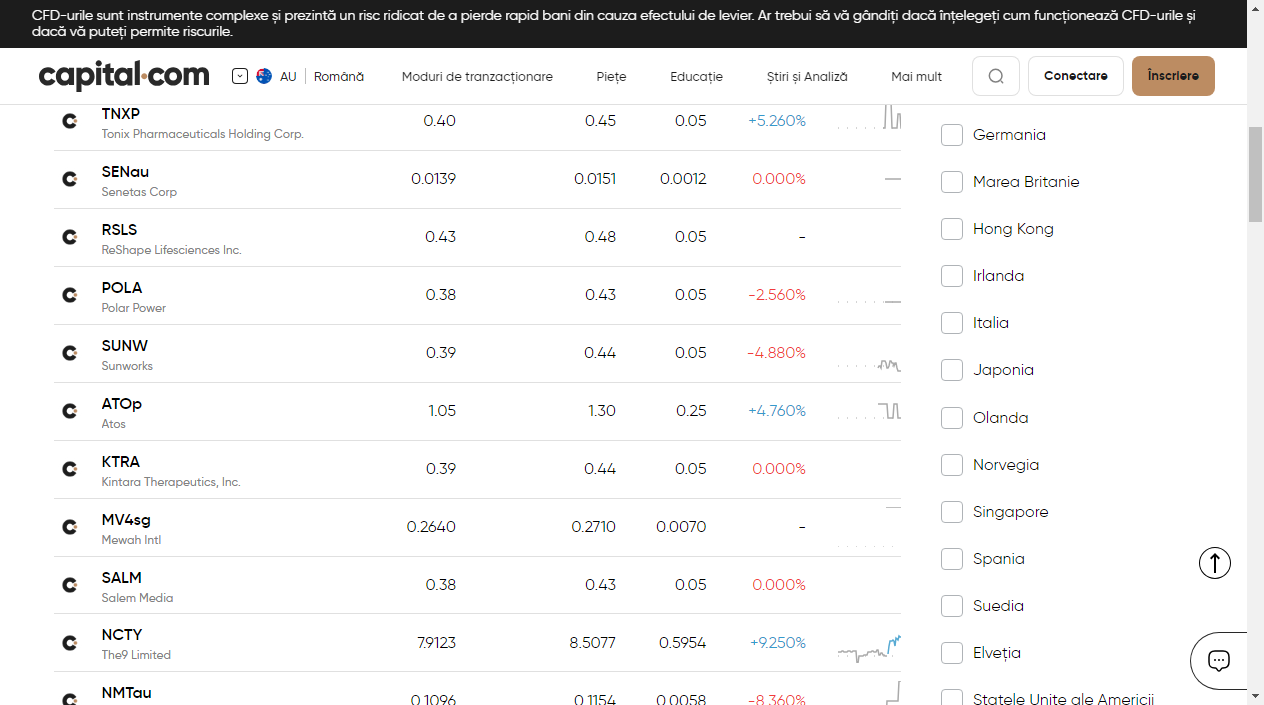 CFD-urile sunt instrumente complexe și prezintă un risc ridicat de a pierde rapid bani din cauza efectului de levier. Ar trebui să vă gândiți dacă înțelegeți cum funcționează CFD-urile și
dacă vă puteți permite riscurile.
capital.com AU Română Moduri de tranzacționare Piețe Educație Știri și Analiză Mai mult Conectare Înscriere
TNXP
Tonix Pharmaceuticals Holding Corp.
0.40 0.45 0.05 +5.260%
SENau
Senetas Corp
0.0139 0.0151 0.0012 0.000%
RSLS
ReShape Lifesciences Inc.
0.43 0.48 0.05 -
POLA
Polar Power
0.38 0.43 0.05 -2.560%
SUNW
Sunworks
0.39 0.44 0.05 -4.880%
ATOp
Atos
1.05 1.30 0.25 +4.760%
KTRA
Kintara Therapeutics, Inc.
0.39 0.44 0.05 0.000%
MV4sg
Mewah Intl
0.2640 0.2710 0.0070 -
SALM
Salem Media
0.38 0.43 0.05 0.000%
NCTY
The9 Limited
7.9123 8.5077 0.5954 +9.250%
NMTau
0.1096 0.1154 0.0058 -8.360%
Germania
Marea Britanie
Hong Kong
Irlanda
Italia
Japonia
Olanda
Norvegia
Singapore
Spania
Suedia
Elveția
Statele Unite ale Americii